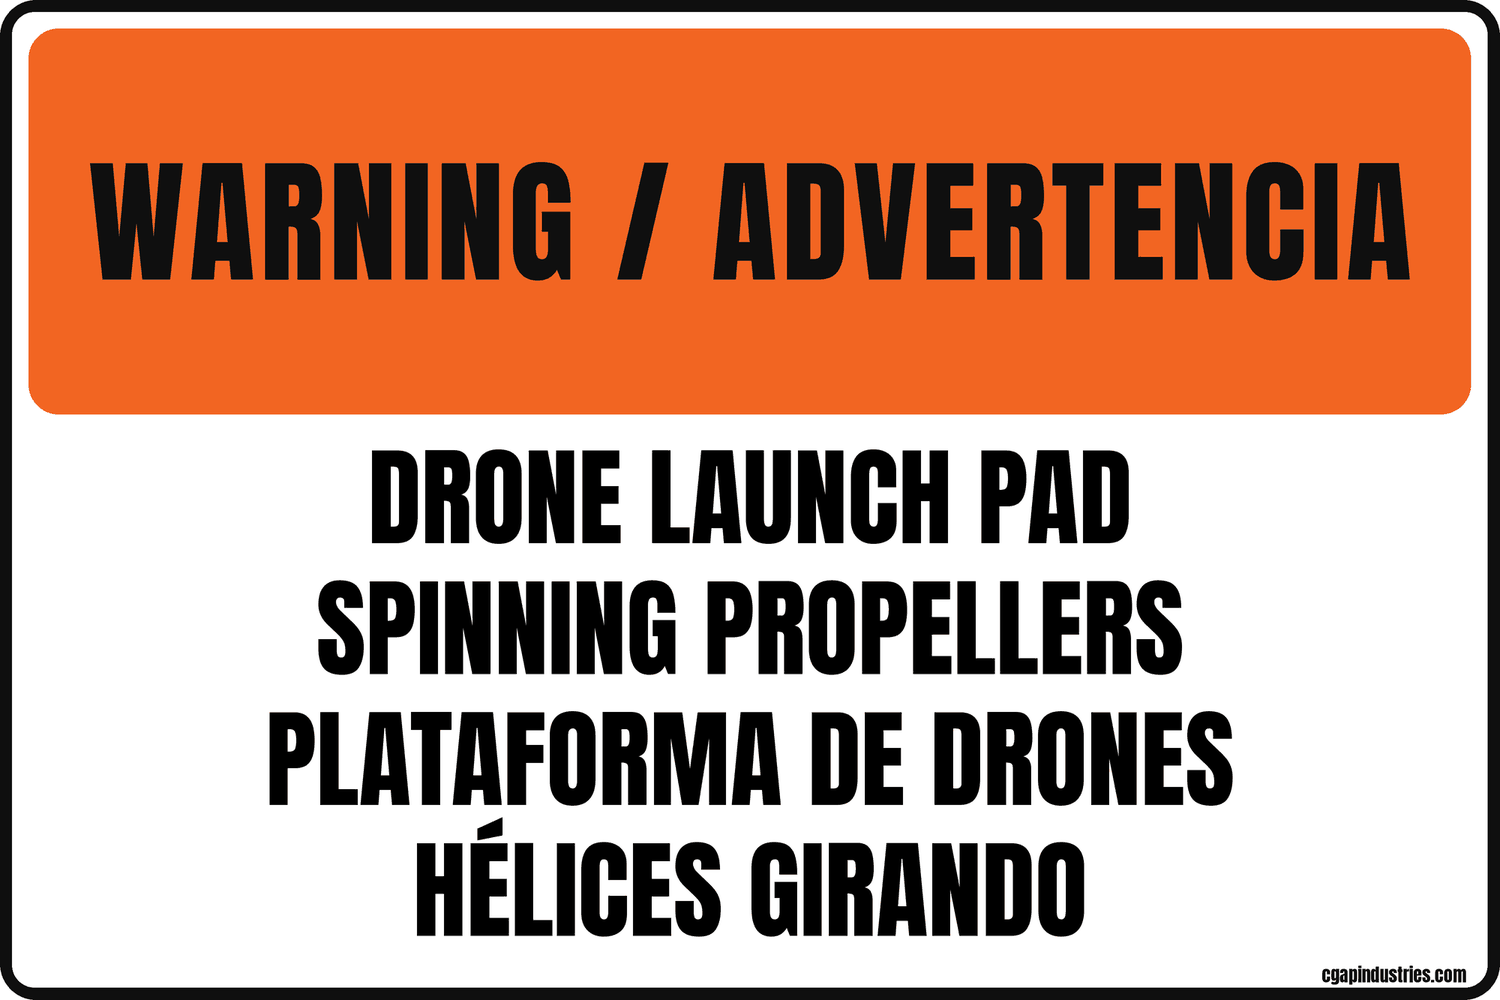 WARNING / ADVERTENCIA
DRONE LAUNCH PAD
SPINNING PROPELLERS
PLATAFORMA DE DRONES
HÉLICES GIRANDO
cgapindustries.com